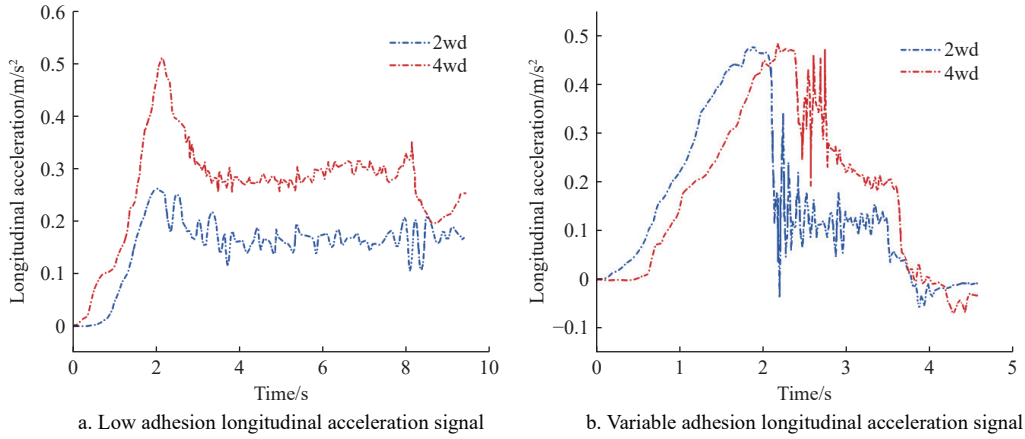 0.6
0.5
0.4
0.3
0.2
0.1
0
Longitudinal acceleration/m/s²
2wd
4wd
0 2 4 6 8 10
Time/s
a. Low adhesion longitudinal acceleration signal
0.5
0.4
0.3
0.2
0.1
0
−0.1
Longitudinal acceleration/m/s²
2wd
4wd
0 1 2 3 4 5
Time/s
b. Variable adhesion longitudinal acceleration signal